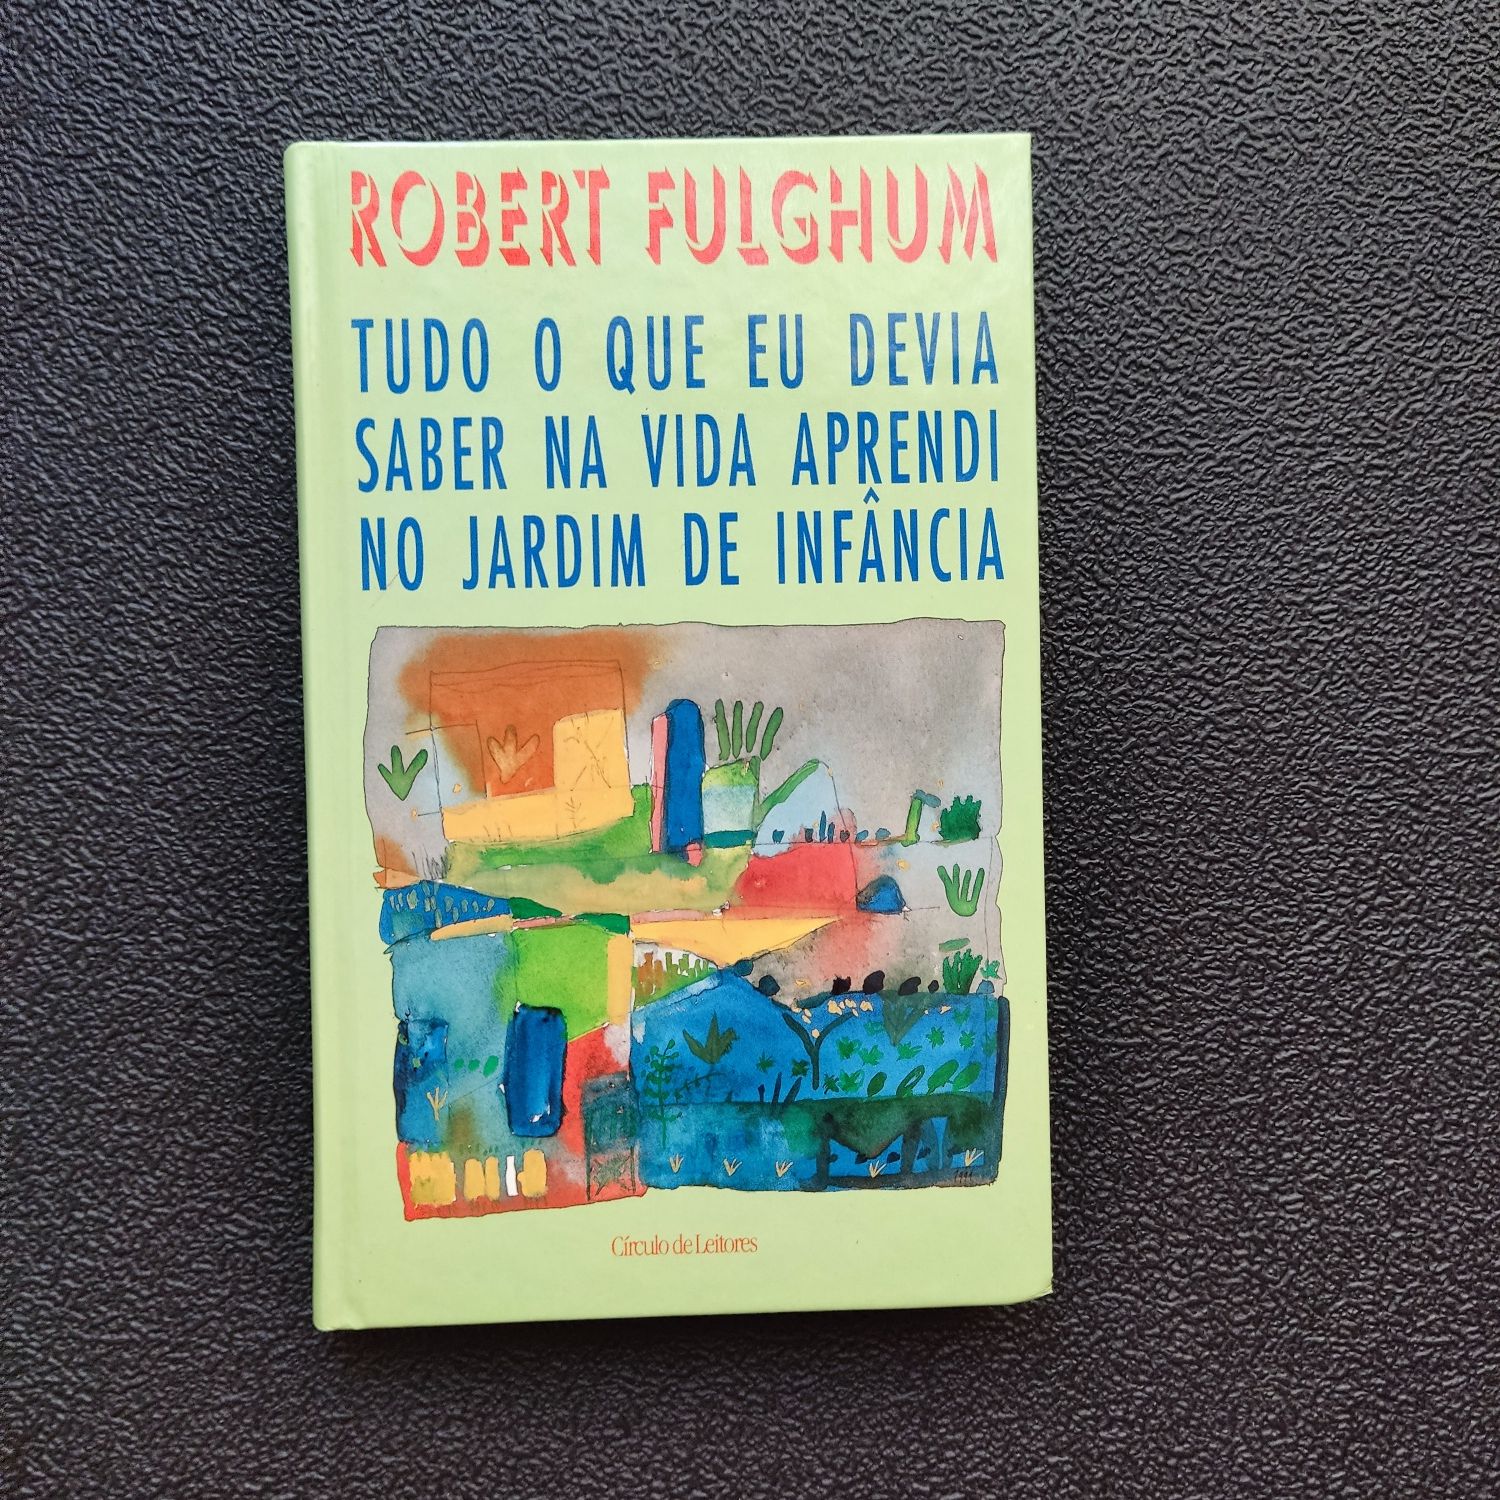 ROBERT FULGHUM
TUDO O QUE EU DEVIA
SABER NA VIDA APRENDI
NO JARDIM DE INFÂNCIA
Círculo de Leitores